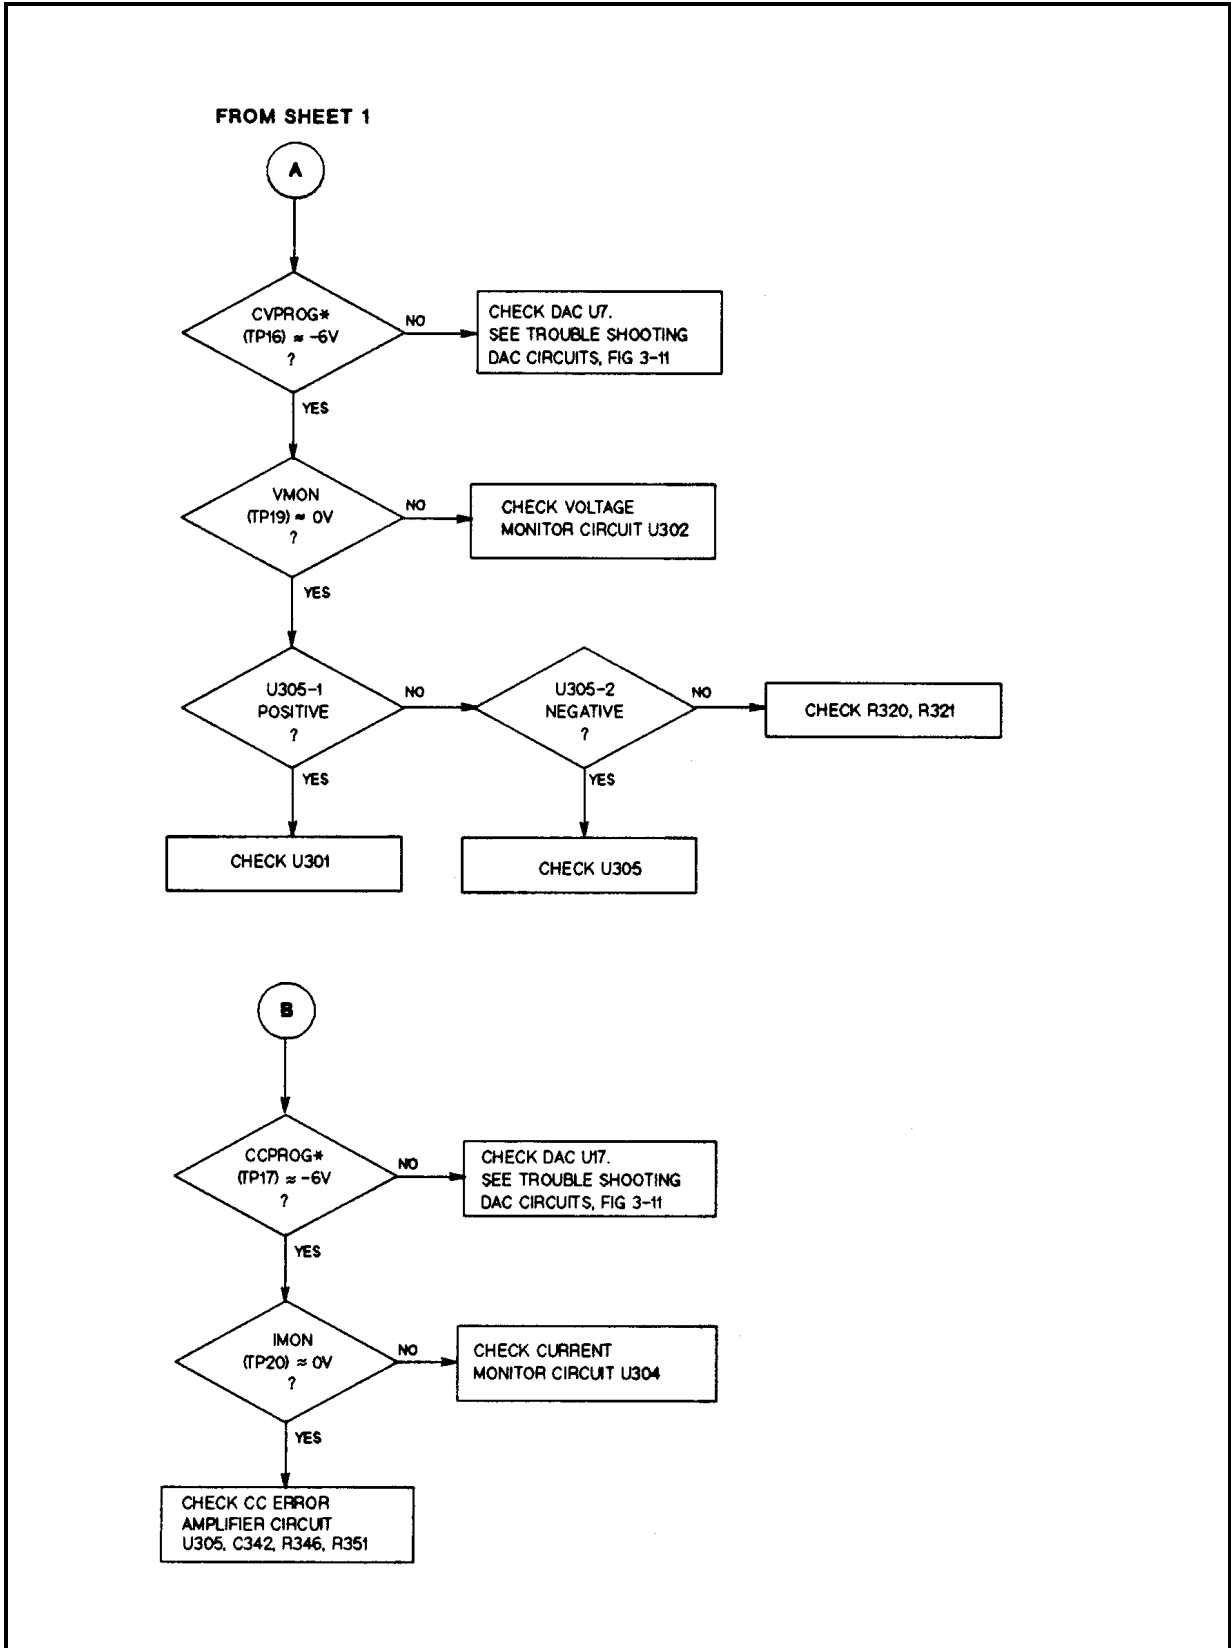 FROM SHEET 1
A
CVPROG*
(TP16) ≈ -6V
?
NO
CHECK DAC U7.
SEE TROUBLE SHOOTING
DAC CIRCUITS, FIG 3-11
YES
VMON
(TP19) ≈ 0V
?
NO
CHECK VOLTAGE
MONITOR CIRCUIT U302
YES
U305-1
POSITIVE
?
NO
U305-2
NEGATIVE
?
NO
CHECK R320, R321
YES
YES
CHECK U301
CHECK U305
B
CCPROG*
(TP17) ≈ -6V
?
NO
CHECK DAC U17.
SEE TROUBLE SHOOTING
DAC CIRCUITS, FIG 3-11
YES
IMON
(TP20) ≈ 0V
?
NO
CHECK CURRENT
MONITOR CIRCUIT U304
YES
CHECK CC ERROR
AMPLIFIER CIRCUIT
U305, C342, R346, R351